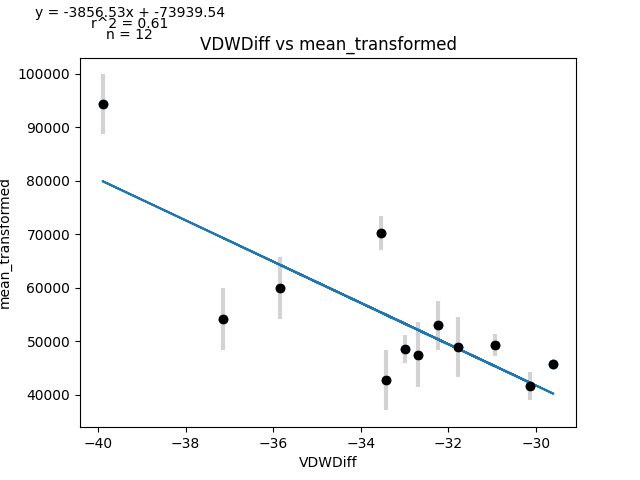 y = -3856.53x + -73939.54
r^2 = 0.61
n = 12
VDWDiff vs mean_transformed
100000
90000
80000
70000
60000
50000
40000
mean_transformed
−40
−38
−36
−34
−32
−30
VDWDiff